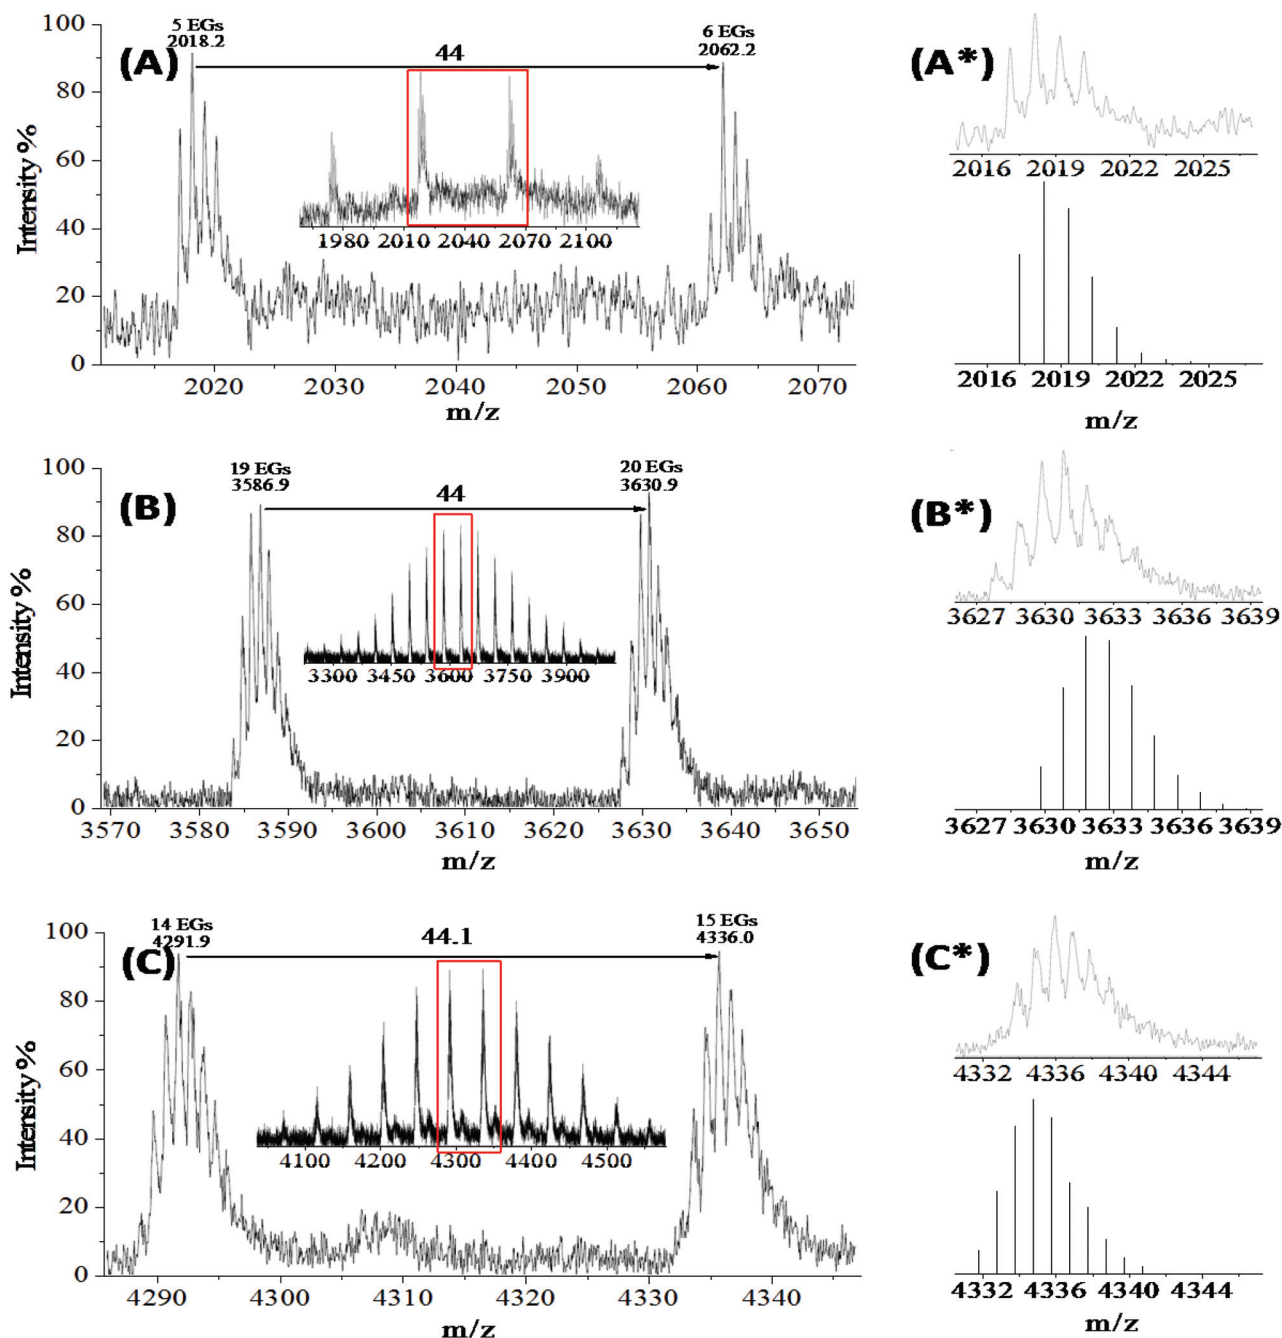 (A)
5 EGs
2018.2
44
6 EGs
2062.2
Intensity %
100
80
60
40
20
0
1980 2010 2040 2070 2100
2020 2030 2040 2050 2060 2070
m/z
(A*)
2016 2019 2022 2025
2016 2019 2022 2025
m/z
(B)
19 EGs
3586.9
44
20 EGs
3630.9
Intensity %
100
80
60
40
20
0
3300 3450 3600 3750 3900
3570 3580 3590 3600 3610 3620 3630 3640 3650
m/z
(B*)
3627 3630 3633 3636 3639
3627 3630 3633 3636 3639
m/z
(C)
14 EGs
4291.9
44.1
15 EGs
4336.0
Intensity %
100
80
60
40
20
0
4100 4200 4300 4400 4500
4290 4300 4310 4320 4330 4340
m/z
(C*)
4332 4336 4340 4344
4332 4336 4340 4344
m/z